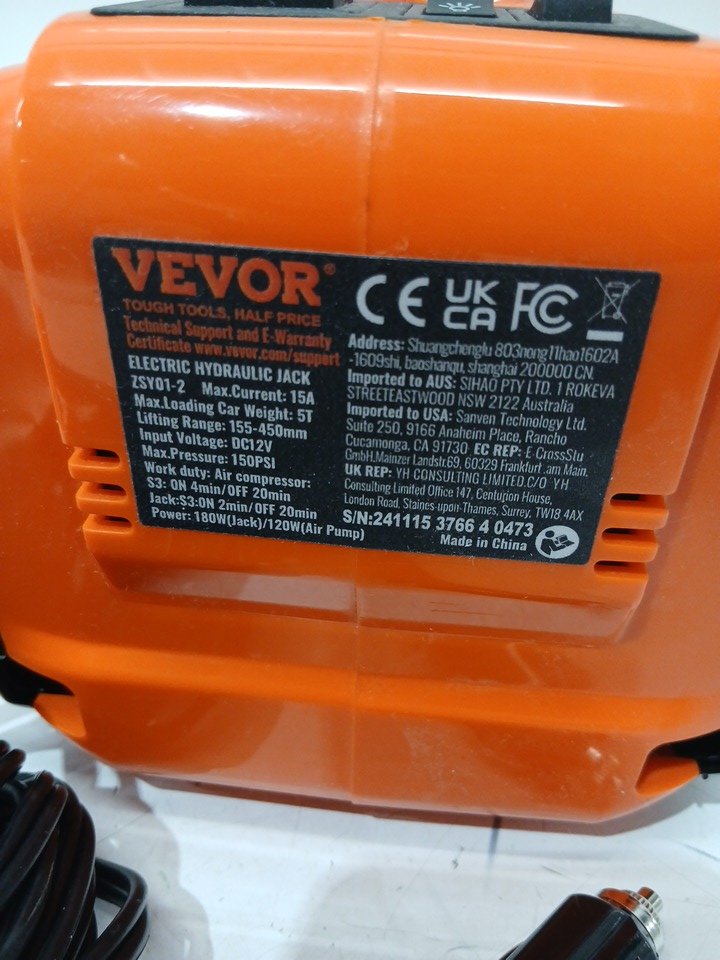 VEVOR®
TOUGH TOOLS, HALF PRICE
Technical Support and E-Warranty
Certificate www.vevor.com/support
ELECTRIC HYDRAULIC JACK
ZSY01-2 Max.Current: 15A
Max.Loading Car Weight: 5T
Lifting Range: 155-450mm
Input Voltage: DC12V
Max.Pressure: 150PSI
Work duty: Air compressor:
S3: ON 4min/OFF 20min
Jack:S3:ON 2min/OFF 20min
Power: 180W(Jack)/120W(Air Pump)
CE UK CA FC
Address: Shuangchenglu 803nong11hao1602A
-1609shi, baoshanqu, shanghai 200000 CN.
Imported to AUS: SIHAO PTY LTD. 1 ROKEVA
STREETEASTWOOD NSW 2122 Australia
Imported to USA: Sanven Technology Ltd.
Suite 250, 9166 Anaheim Place, Rancho
Cucamonga, CA 91730 EC REP: E-CrossStu
GmbH.Mainzer Landstr.69, 60329 Frankfurt am Main.
UK REP: YH CONSULTING LIMITED.C/O YH
Consulting Limited Office 147, Centurion House,
London Road, Staines-upon-Thames, Surrey, TW18 4AX
S/N:241115 3766 4 0473
Made in China